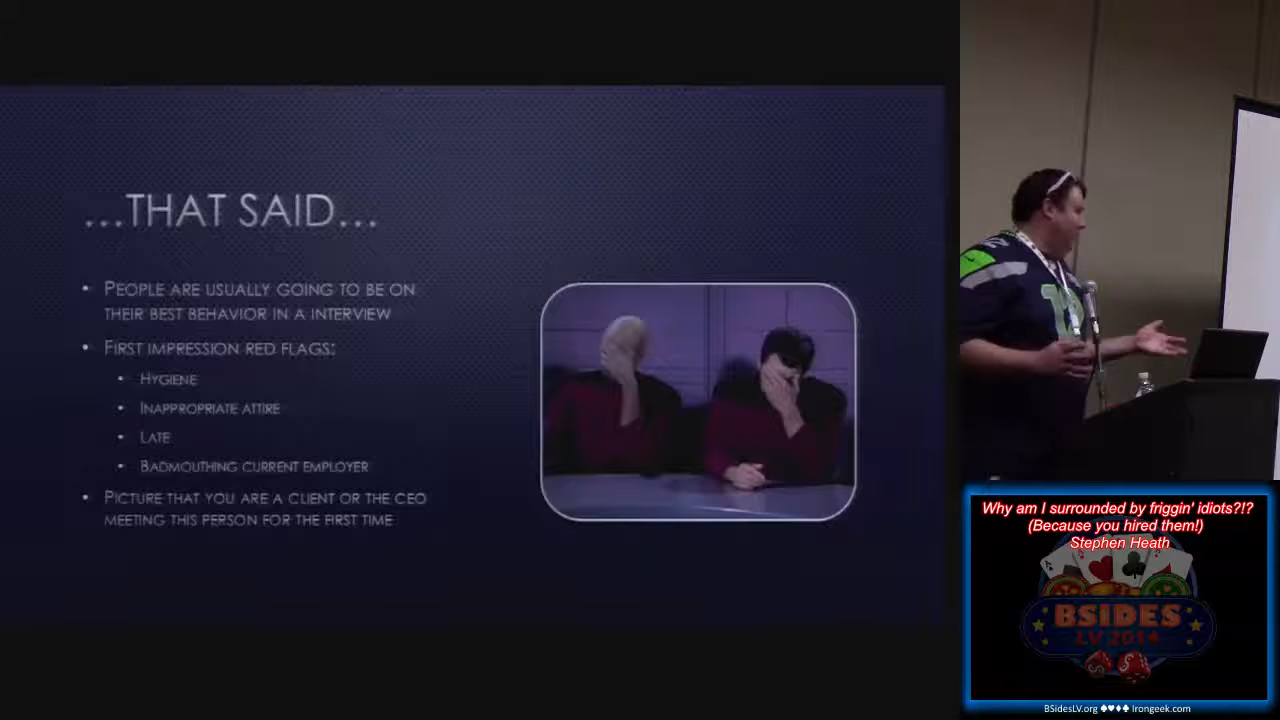 ...THAT SAID...
• PEOPLE ARE USUALLY GOING TO BE ON
THEIR BEST BEHAVIOR IN A INTERVIEW
• FIRST IMPRESSION RED FLAGS:
• HYGIENE
• INAPPROPRIATE ATTIRE
• LATE
• BADMOUTHING CURRENT EMPLOYER
• PICTURE THAT YOU ARE A CLIENT OR THE CEO
MEETING THIS PERSON FOR THE FIRST TIME
Why am I surrounded by friggin' idiots?!?
(Because you hired them!)
Stephen Heath
BSIDES
LV 2014
BSidesLV.org ♠♥♦♣ Irongeek.com